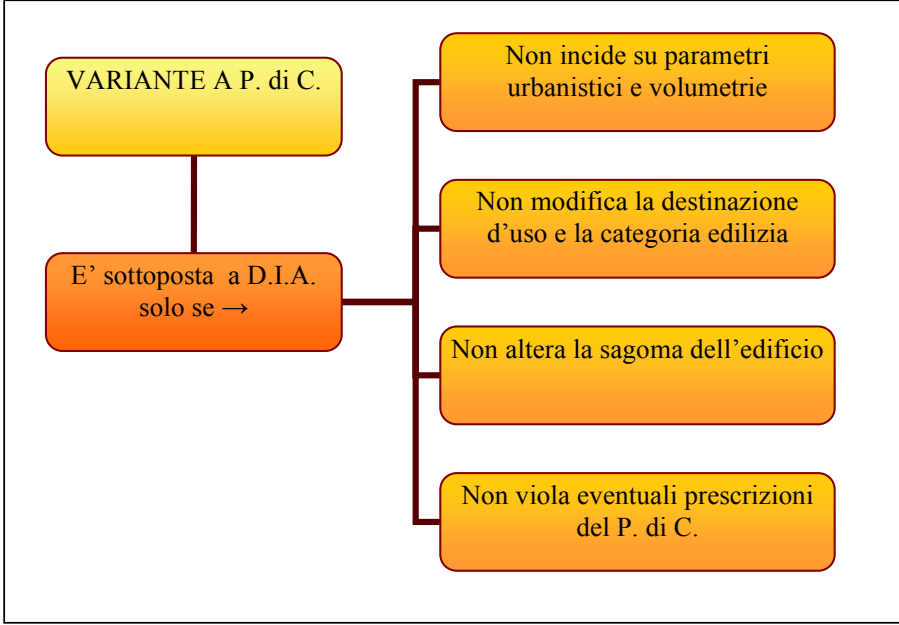 VARIANTE A P. di C.
E’ sottoposta a D.I.A.
solo se →
Non incide su parametri
urbanistici e volumetrie
Non modifica la destinazione
d’uso e la categoria edilizia
Non altera la sagoma dell’edificio
Non viola eventuali prescrizioni
del P. di C.